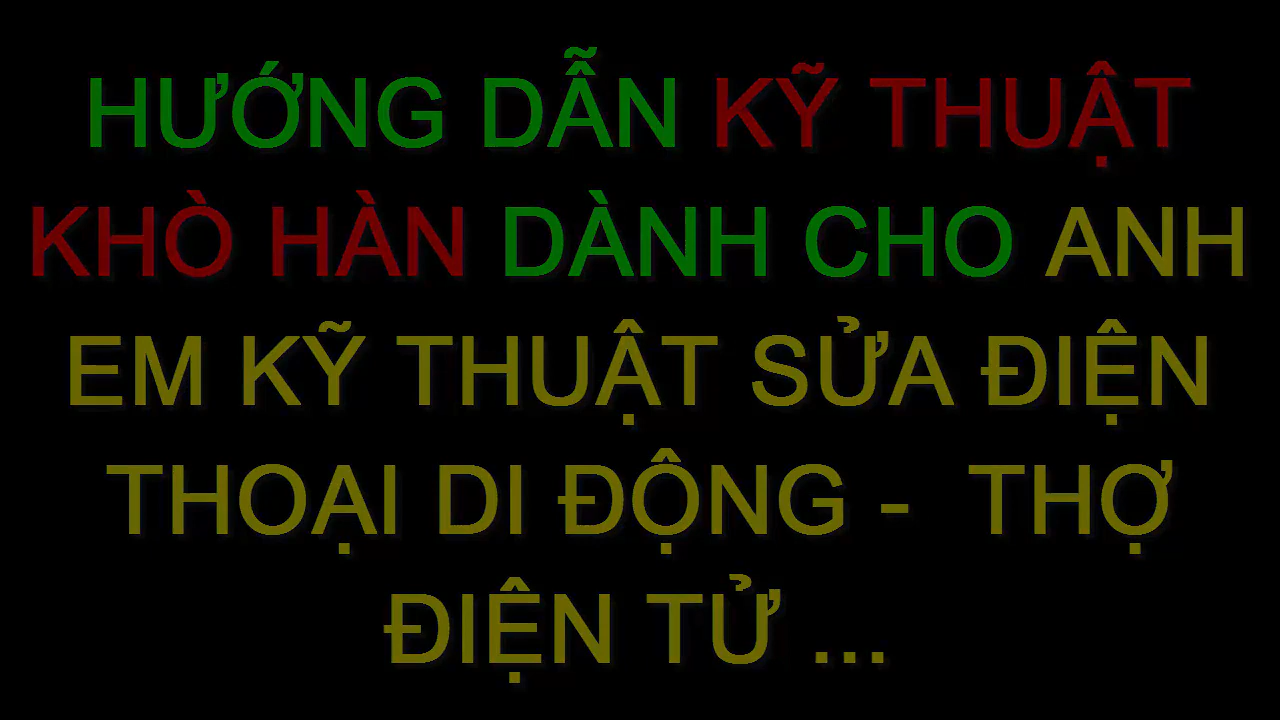 HƯỚNG DẪN KỸ THUẬT
KHÒ HÀN DÀNH CHO ANH
EM KỸ THUẬT SỬA ĐIỆN
THOẠI DI ĐỘNG - THỢ
ĐIỆN TỬ ...